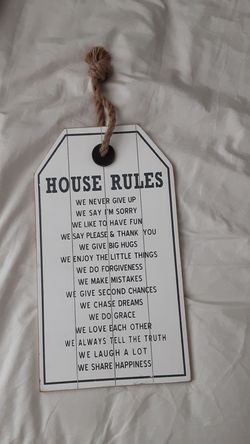 HOUSE RULES
WE NEVER GIVE UP
WE SAY I'M SORRY
WE LIKE TO HAVE FUN
WE SAY PLEASE & THANK YOU
WE GIVE BIG HUGS
WE ENJOY THE LITTLE THINGS
WE DO FORGIVENESS
WE MAKE MISTAKES
WE GIVE SECOND CHANCES
WE CHASE DREAMS
WE DO GRACE
WE LOVE EACH OTHER
WE ALWAYS TELL THE TRUTH
WE LAUGH A LOT
WE SHARE HAPPINESS